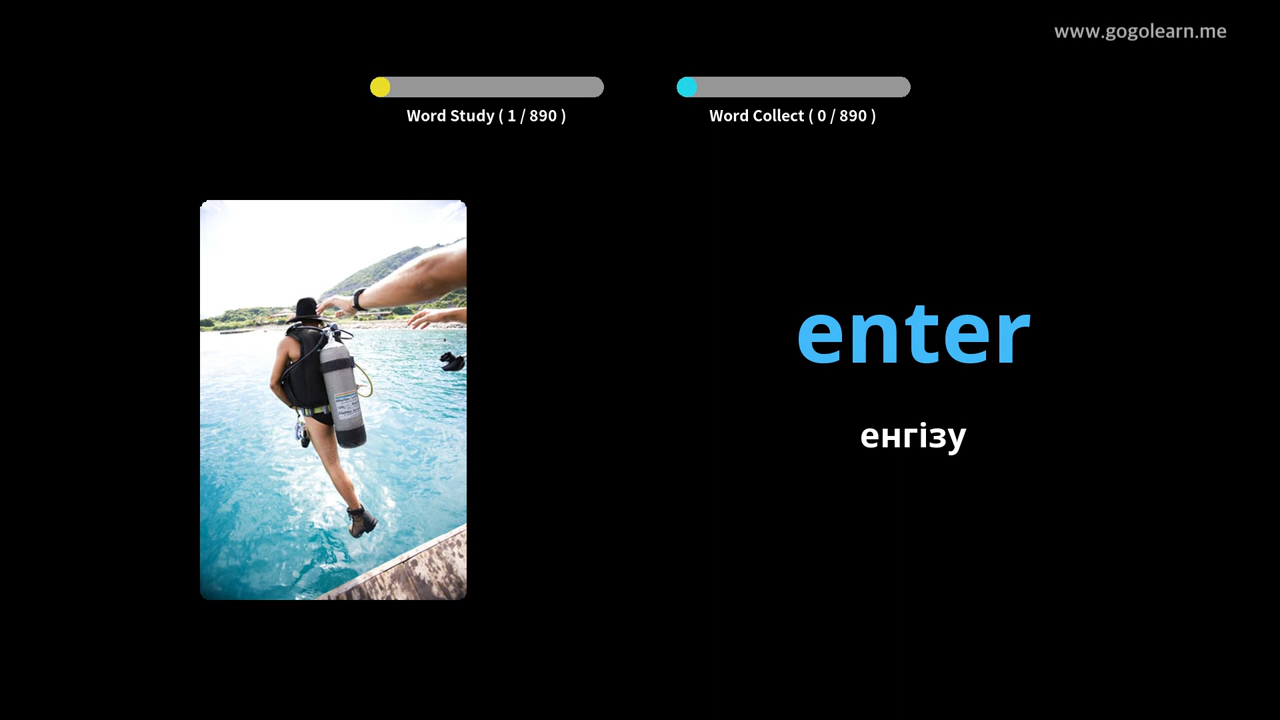 www.gogolearn.me
Word Study ( 1 / 890 )
Word Collect ( 0 / 890 )
enter
енгізу